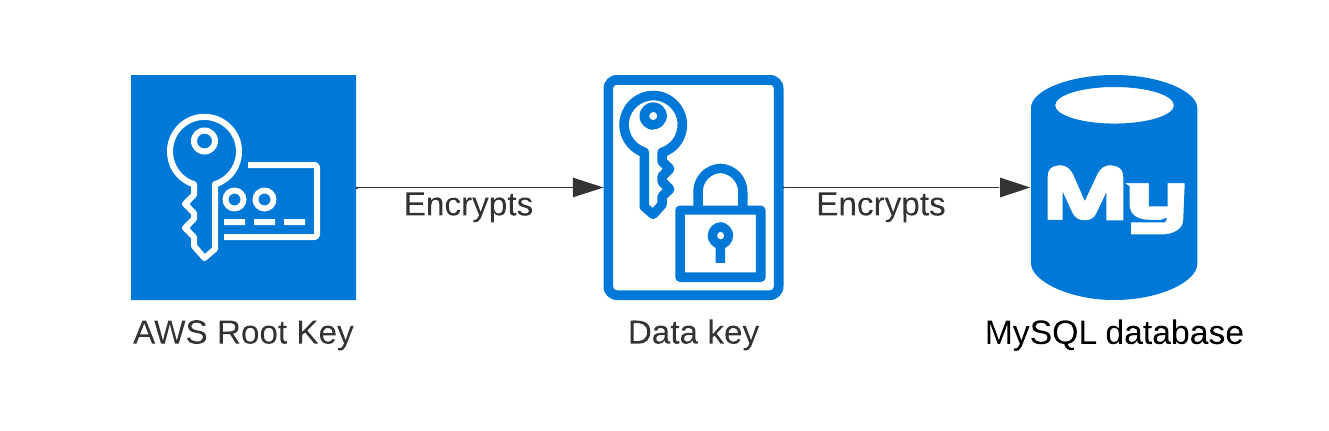 Encrypts
Encrypts
My
AWS Root Key
Data key
MySQL database